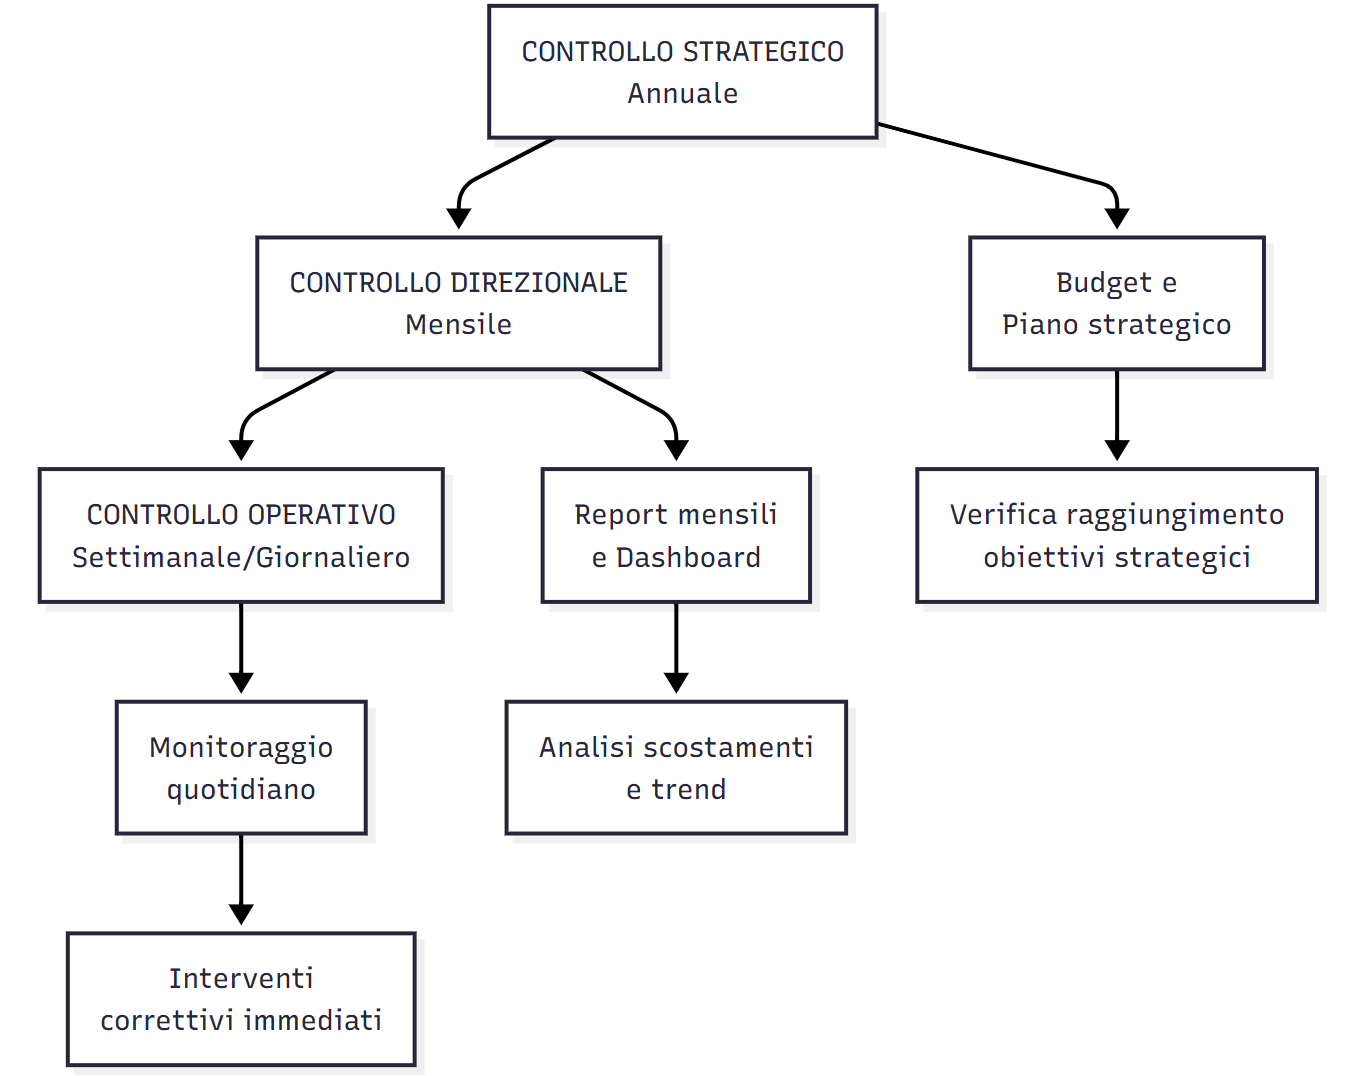 CONTROLLO STRATEGICO
Annuale
CONTROLLO DIREZIONALE
Mensile
Budget e
Piano strategico
CONTROLLO OPERATIVO
Settimanale/Giornaliero
Report mensili
e Dashboard
Verifica raggiungimento
obiettivi strategici
Monitoraggio
quotidiano
Analisi scostamenti
e trend
Interventi
correttivi immediati